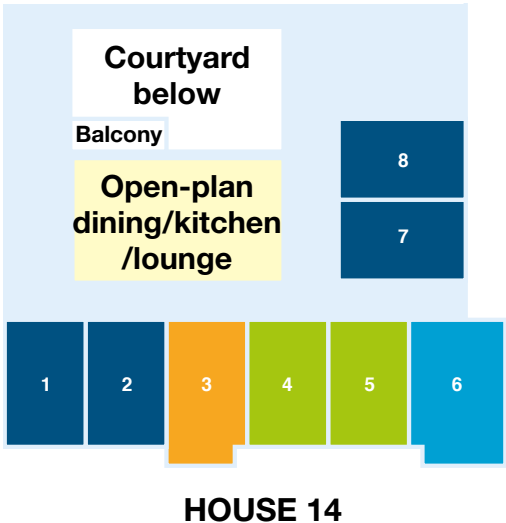 Courtyard
below
Balcony
Open-plan
dining/kitchen
/lounge
8
7
1 2 3 4 5 6
HOUSE 14